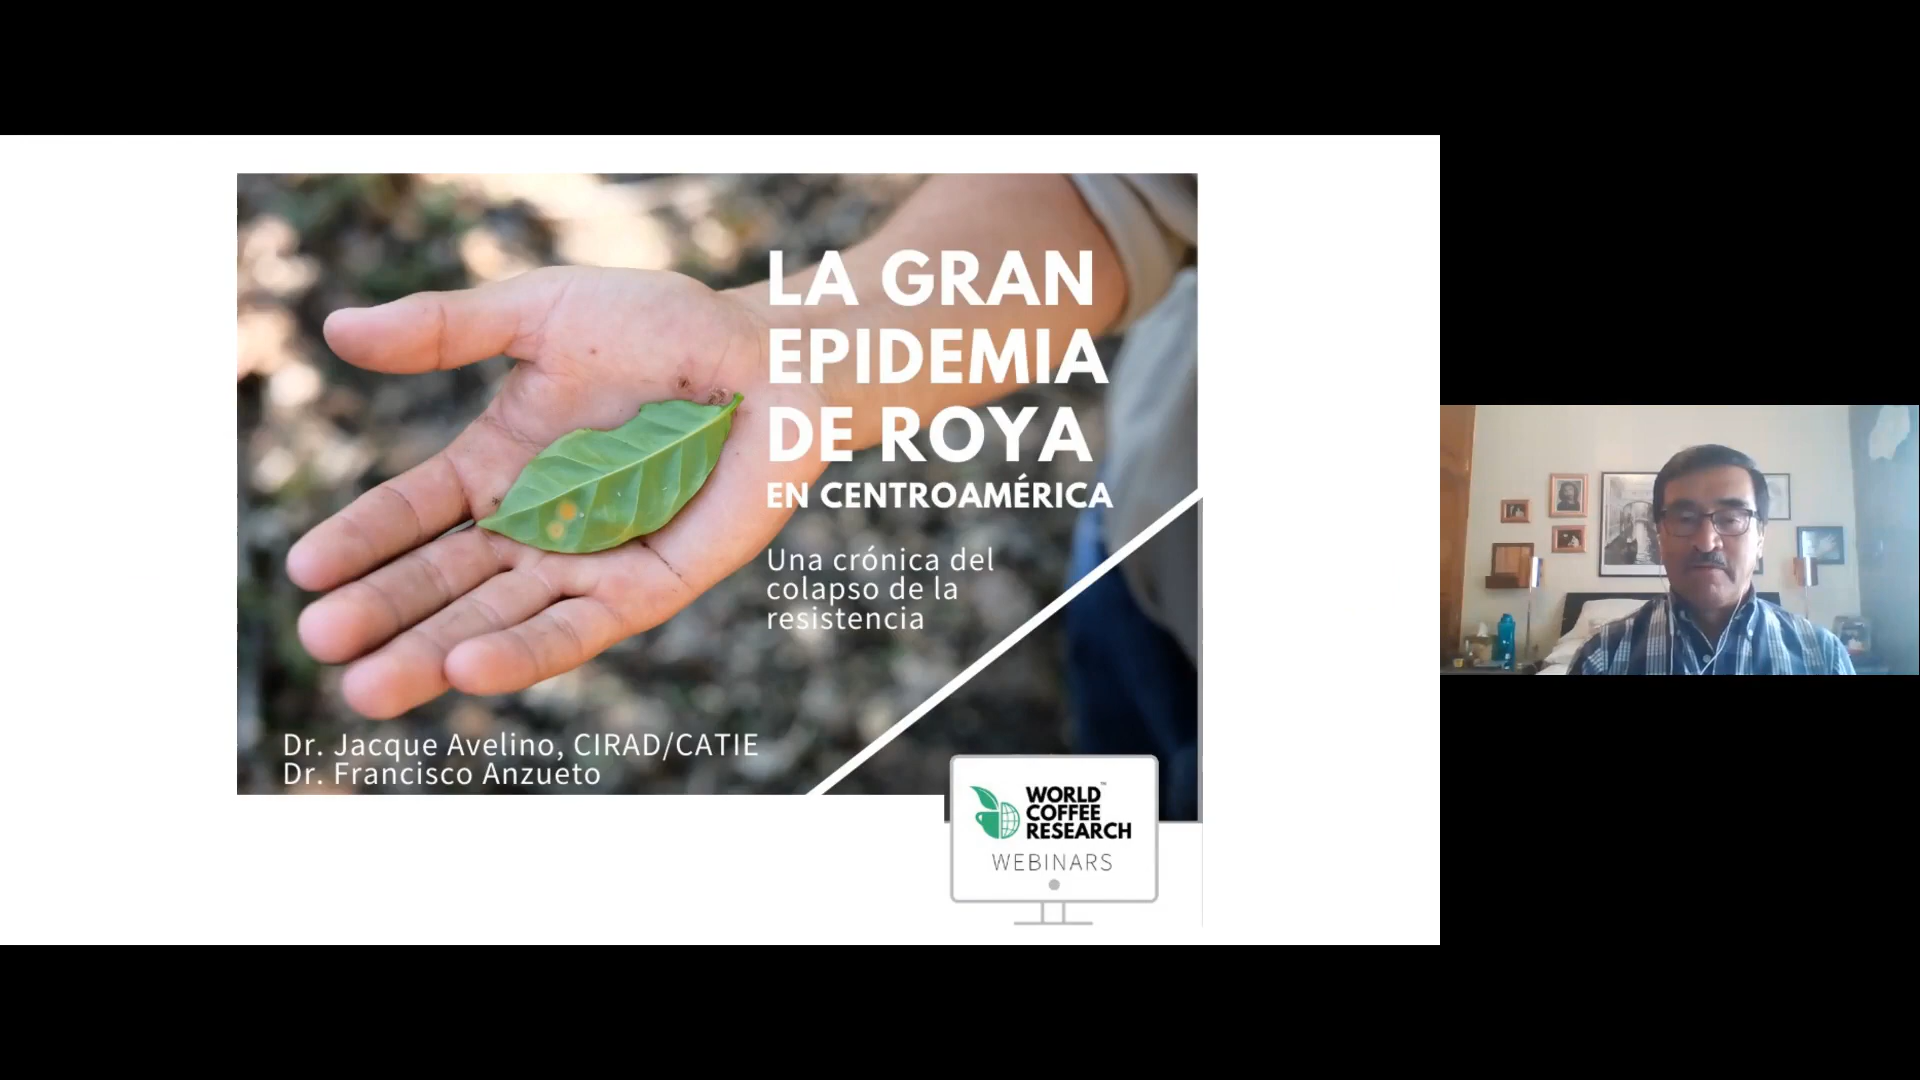 LA GRAN
EPIDEMIA
DE ROYA
EN CENTROAMÉRICA
Una crónica del
colapso de la
resistencia
Dr. Jacque Avelino, CIRAD/CATIE
Dr. Francisco Anzueto
WORLD™
COFFEE
RESEARCH
WEBINARS